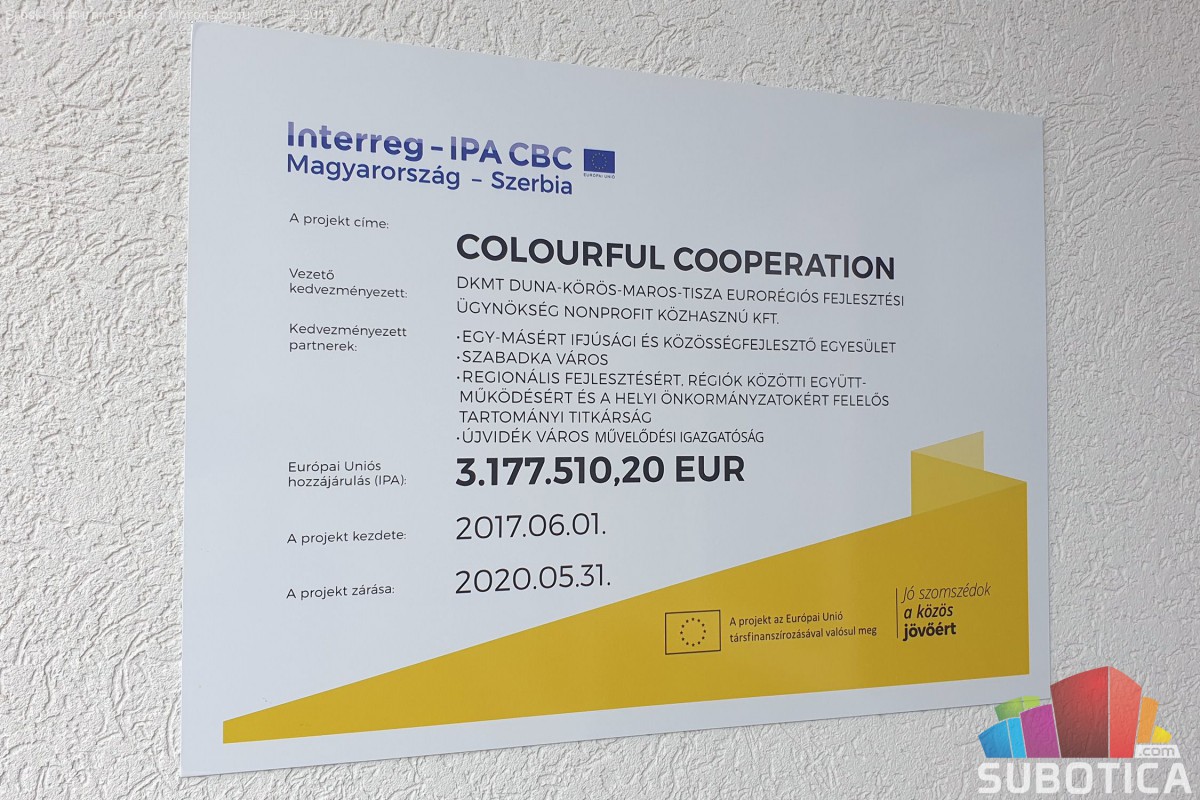 Interreg - IPA CBC
EURÓPAI UNIÓ
Magyarország - Szerbia
A projekt címe:
COLOURFUL COOPERATION
Vezető
kedvezményezett:
DKMT DUNA-KÖRÖS-MAROS-TISZA EURORÉGIÓS FEJLESZTÉSI
ÜGYNÖKSÉG NONPROFIT KÖZHASZNÚ KFT.
Kedvezményezett
partnerek:
·EGY-MÁSÉRT IFJÚSÁGI ÉS KÖZÖSSÉGFEJLESZTŐ EGYESÜLET
·SZABADKA VÁROS
·REGIONÁLIS FEJLESZTÉSÉRT, RÉGIÓK KÖZÖTTI EGYÜTT-
MŰKÖDÉSÉRT ÉS A HELYI ÖNKORMÁNYZATOKÉRT FELELŐS
TARTOMÁNYI TITKÁRSÁG
·ÚJVIDÉK VÁROS MŰVELŐDÉSI IGAZGATÓSÁG
Európai Uniós
hozzájárulás (IPA):
3.177.510,20 EUR
A projekt kezdete:
2017.06.01.
A projekt zárása:
2020.05.31.
A projekt az Európai Unió
társfinanszírozásával valósul meg
Jó szomszédok
a közös
jövőért
.com
SUBOTICA